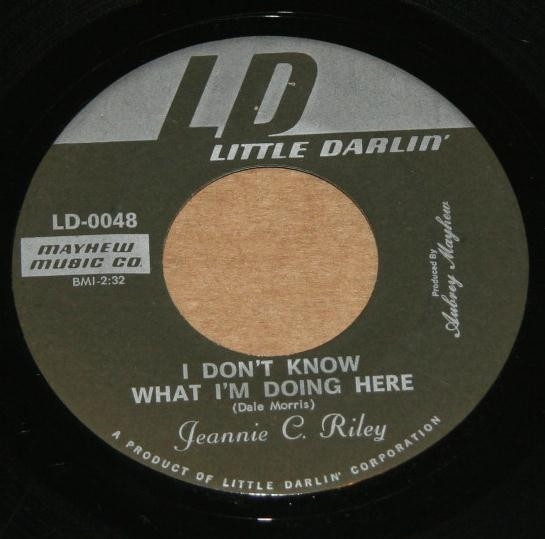 LD
LITTLE DARLIN'
LD-0048
MAYHEW
MUSIC CO.
BMI-2:32
Produced By
Aubrey Mayhew
I DON'T KNOW
WHAT I'M DOING HERE
(Dale Morris)
Jeannie C. Riley
A PRODUCT OF LITTLE DARLIN' CORPORATION